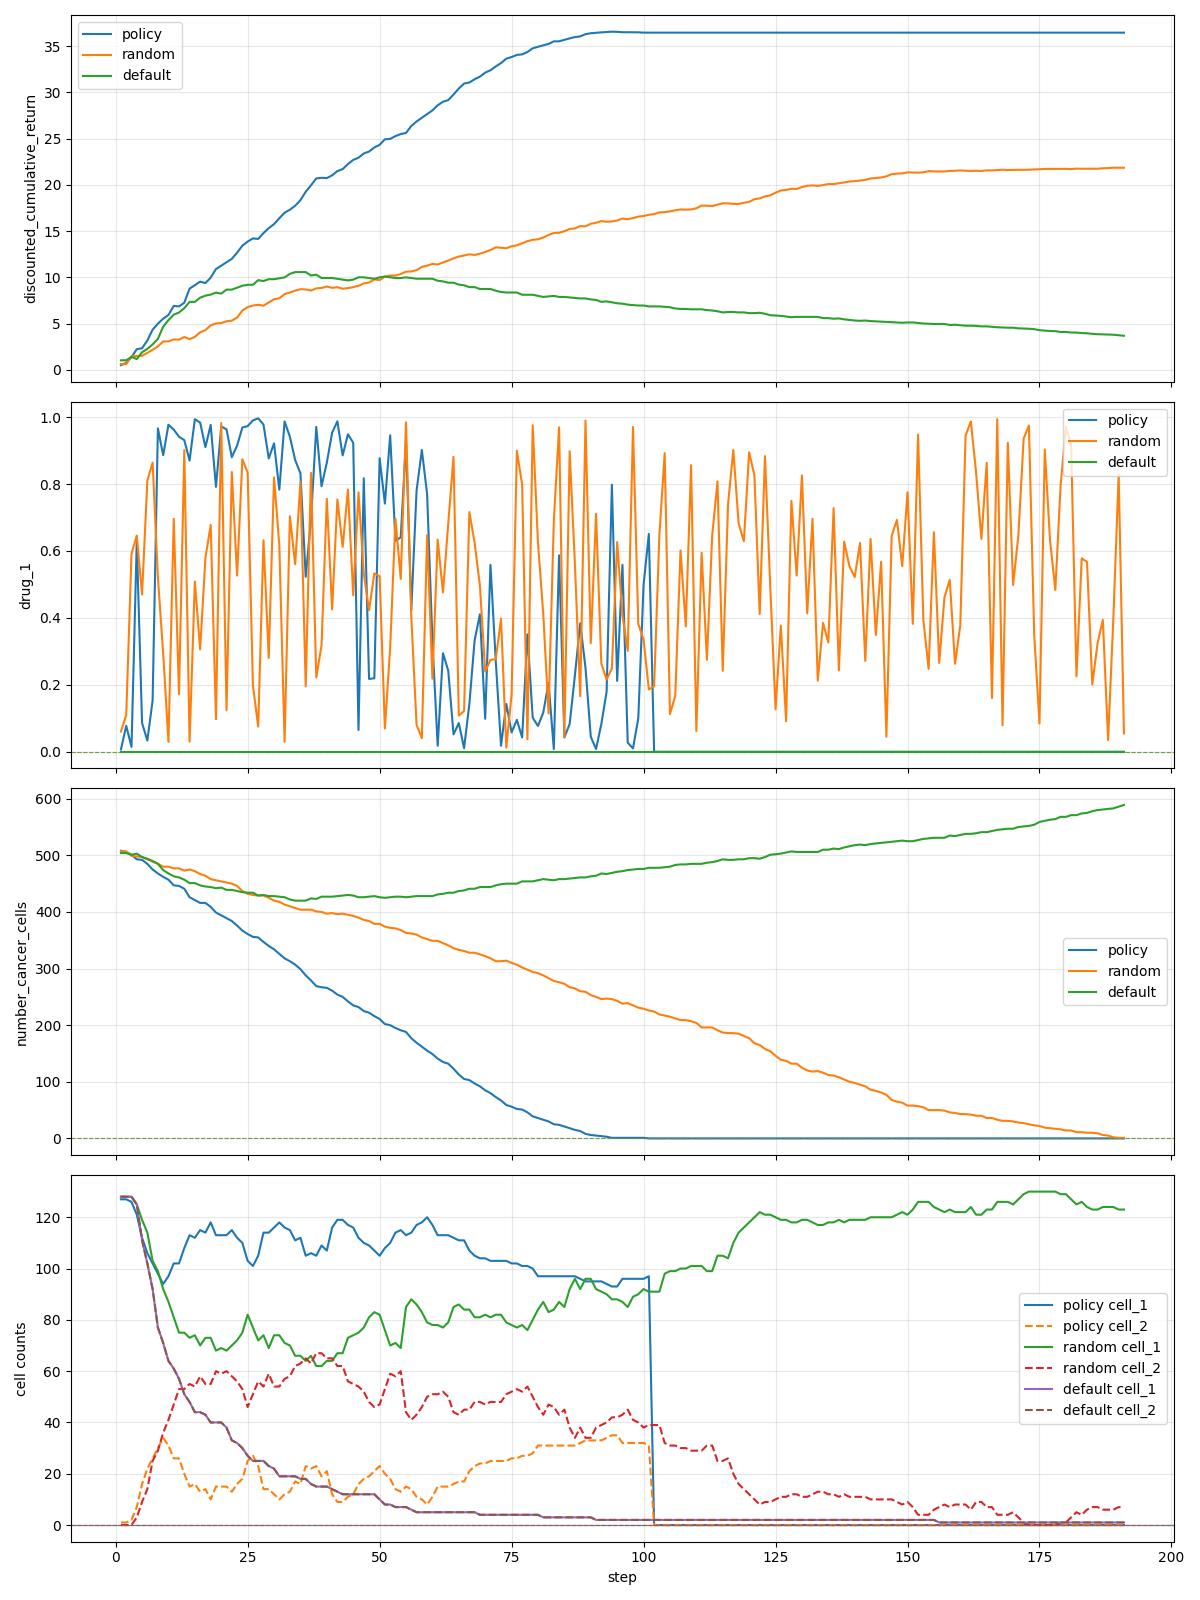 discounted_cumulative_return
35
30
25
20
15
10
5
0
policy
random
default
drug_1
1.0
0.8
0.6
0.4
0.2
0.0
policy
random
default
number_cancer_cells
600
500
400
300
200
100
0
policy
random
default
cell counts
120
100
80
60
40
20
0
policy cell_1
policy cell_2
random cell_1
random cell_2
default cell_1
default cell_2
0 25 50 75 100 125 150 175 200
step